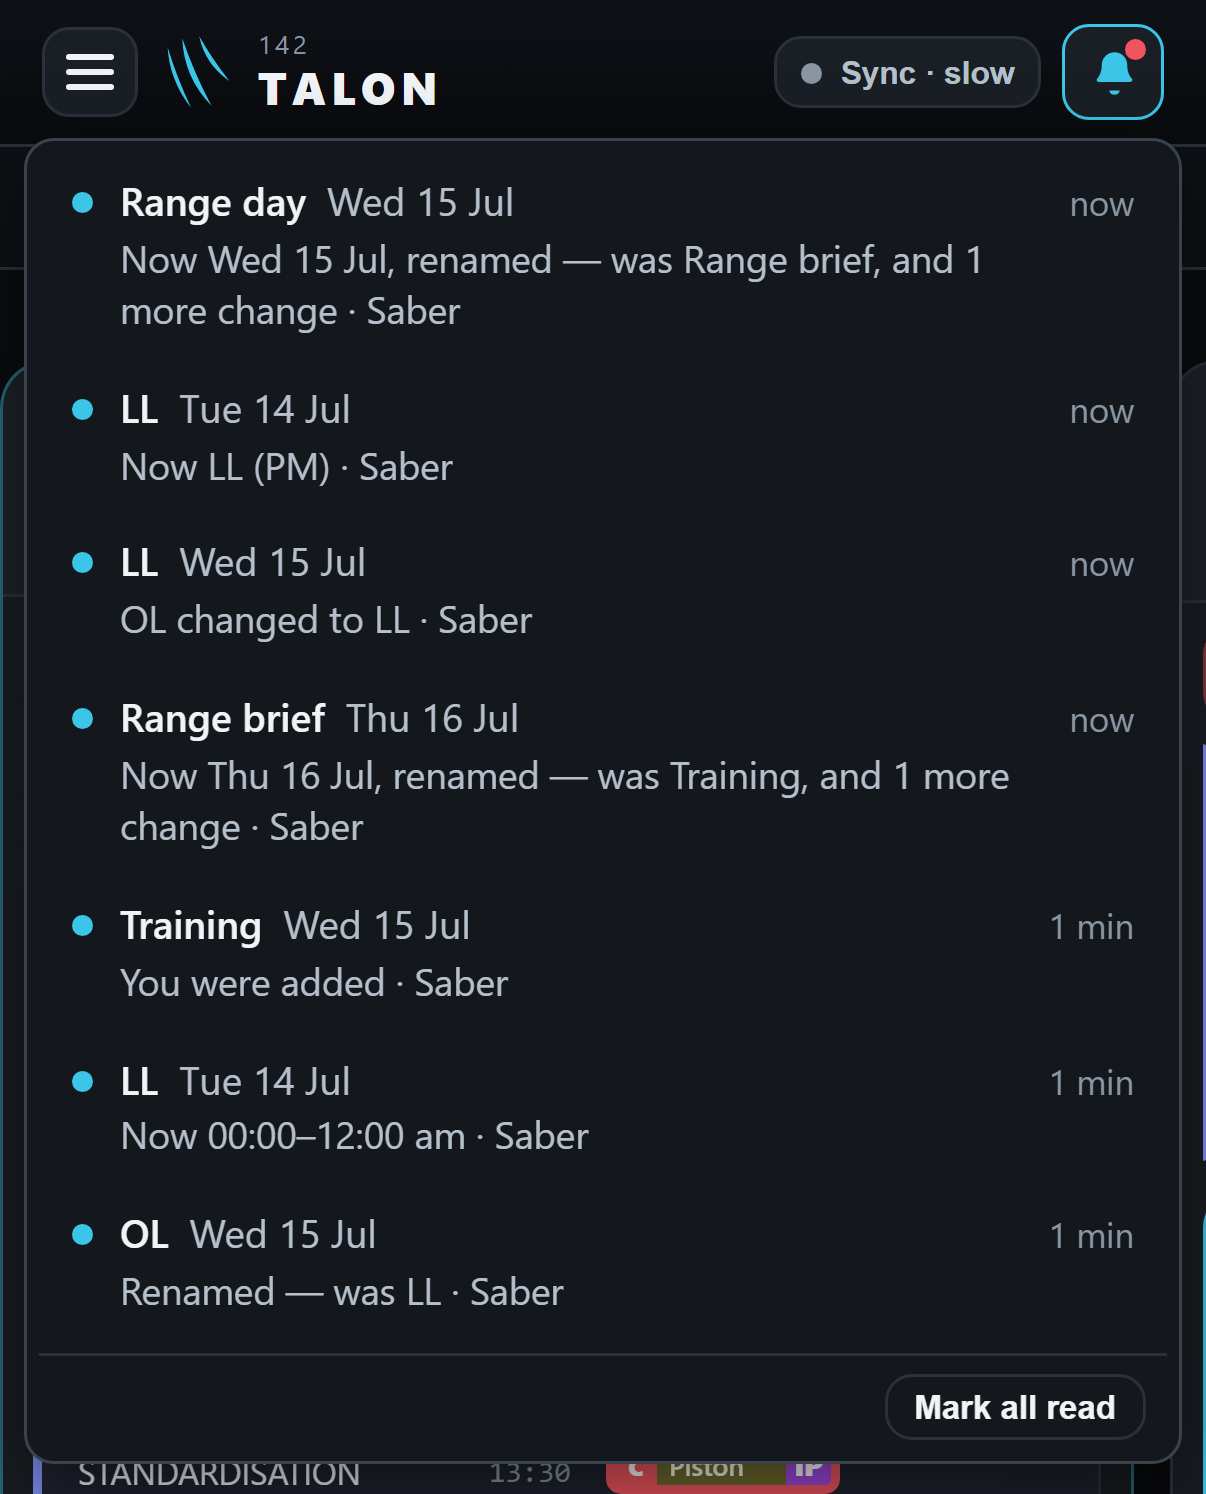 142
TALON
Sync · slow
Range day Wed 15 Jul now
Now Wed 15 Jul, renamed — was Range brief, and 1
more change · Saber
LL Tue 14 Jul now
Now LL (PM) · Saber
LL Wed 15 Jul now
OL changed to LL · Saber
Range brief Thu 16 Jul now
Now Thu 16 Jul, renamed — was Training, and 1 more
change · Saber
Training Wed 15 Jul 1 min
You were added · Saber
LL Tue 14 Jul 1 min
Now 00:00–12:00 am · Saber
OL Wed 15 Jul 1 min
Renamed — was LL · Saber
Mark all read
STANDARDISATION 13:30 C Piston IP